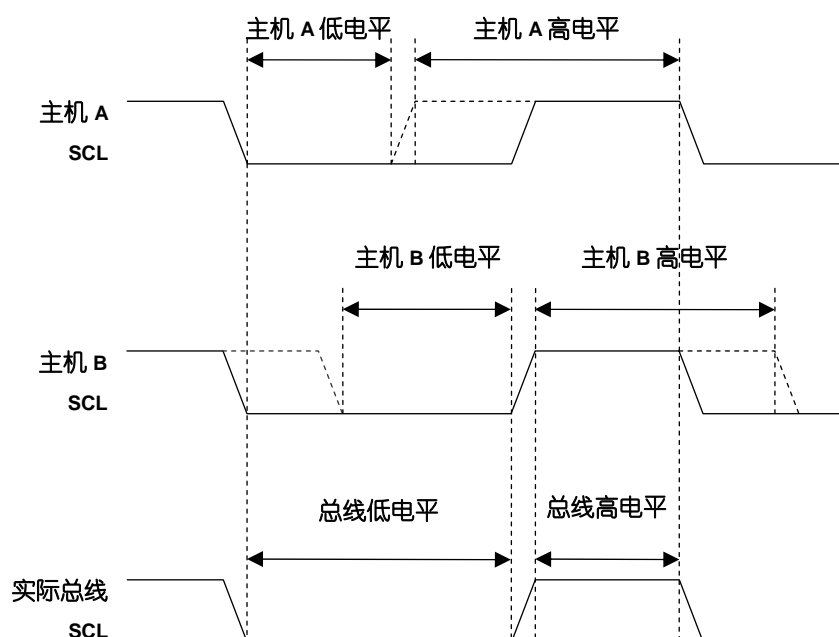 主机 A 低电平
主机 A 高电平
主机 A
SCL
主机 B 低电平
主机 B 高电平
主机 B
SCL
总线低电平
总线高电平
实际总线
SCL